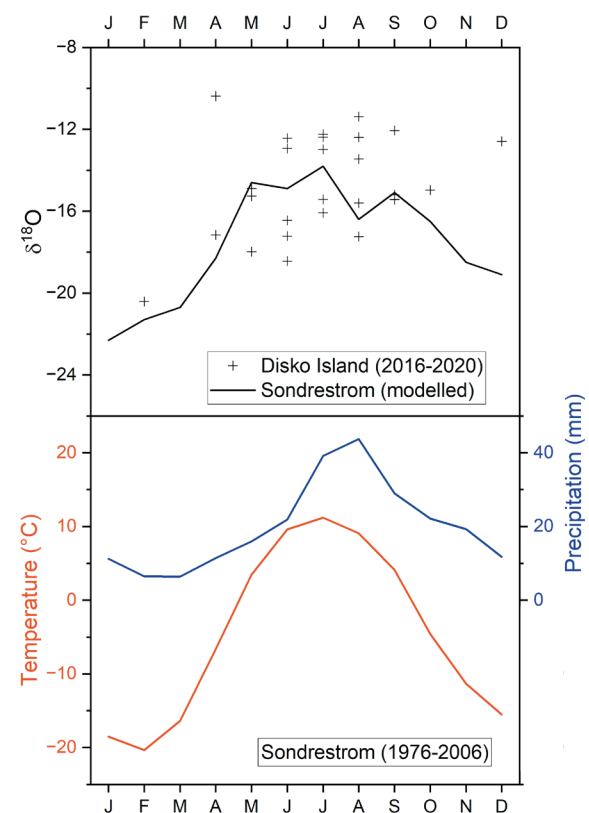 J F M A M J J A S O N D
−8
−12
−16
−20
−24
δ18O
Disko Island (2016-2020)
Sondrestrom (modelled)
20
10
0
−10
−20
Temperature (°C)
40
20
0
Precipitation (mm)
Sondrestrom (1976-2006)
J F M A M J J A S O N D